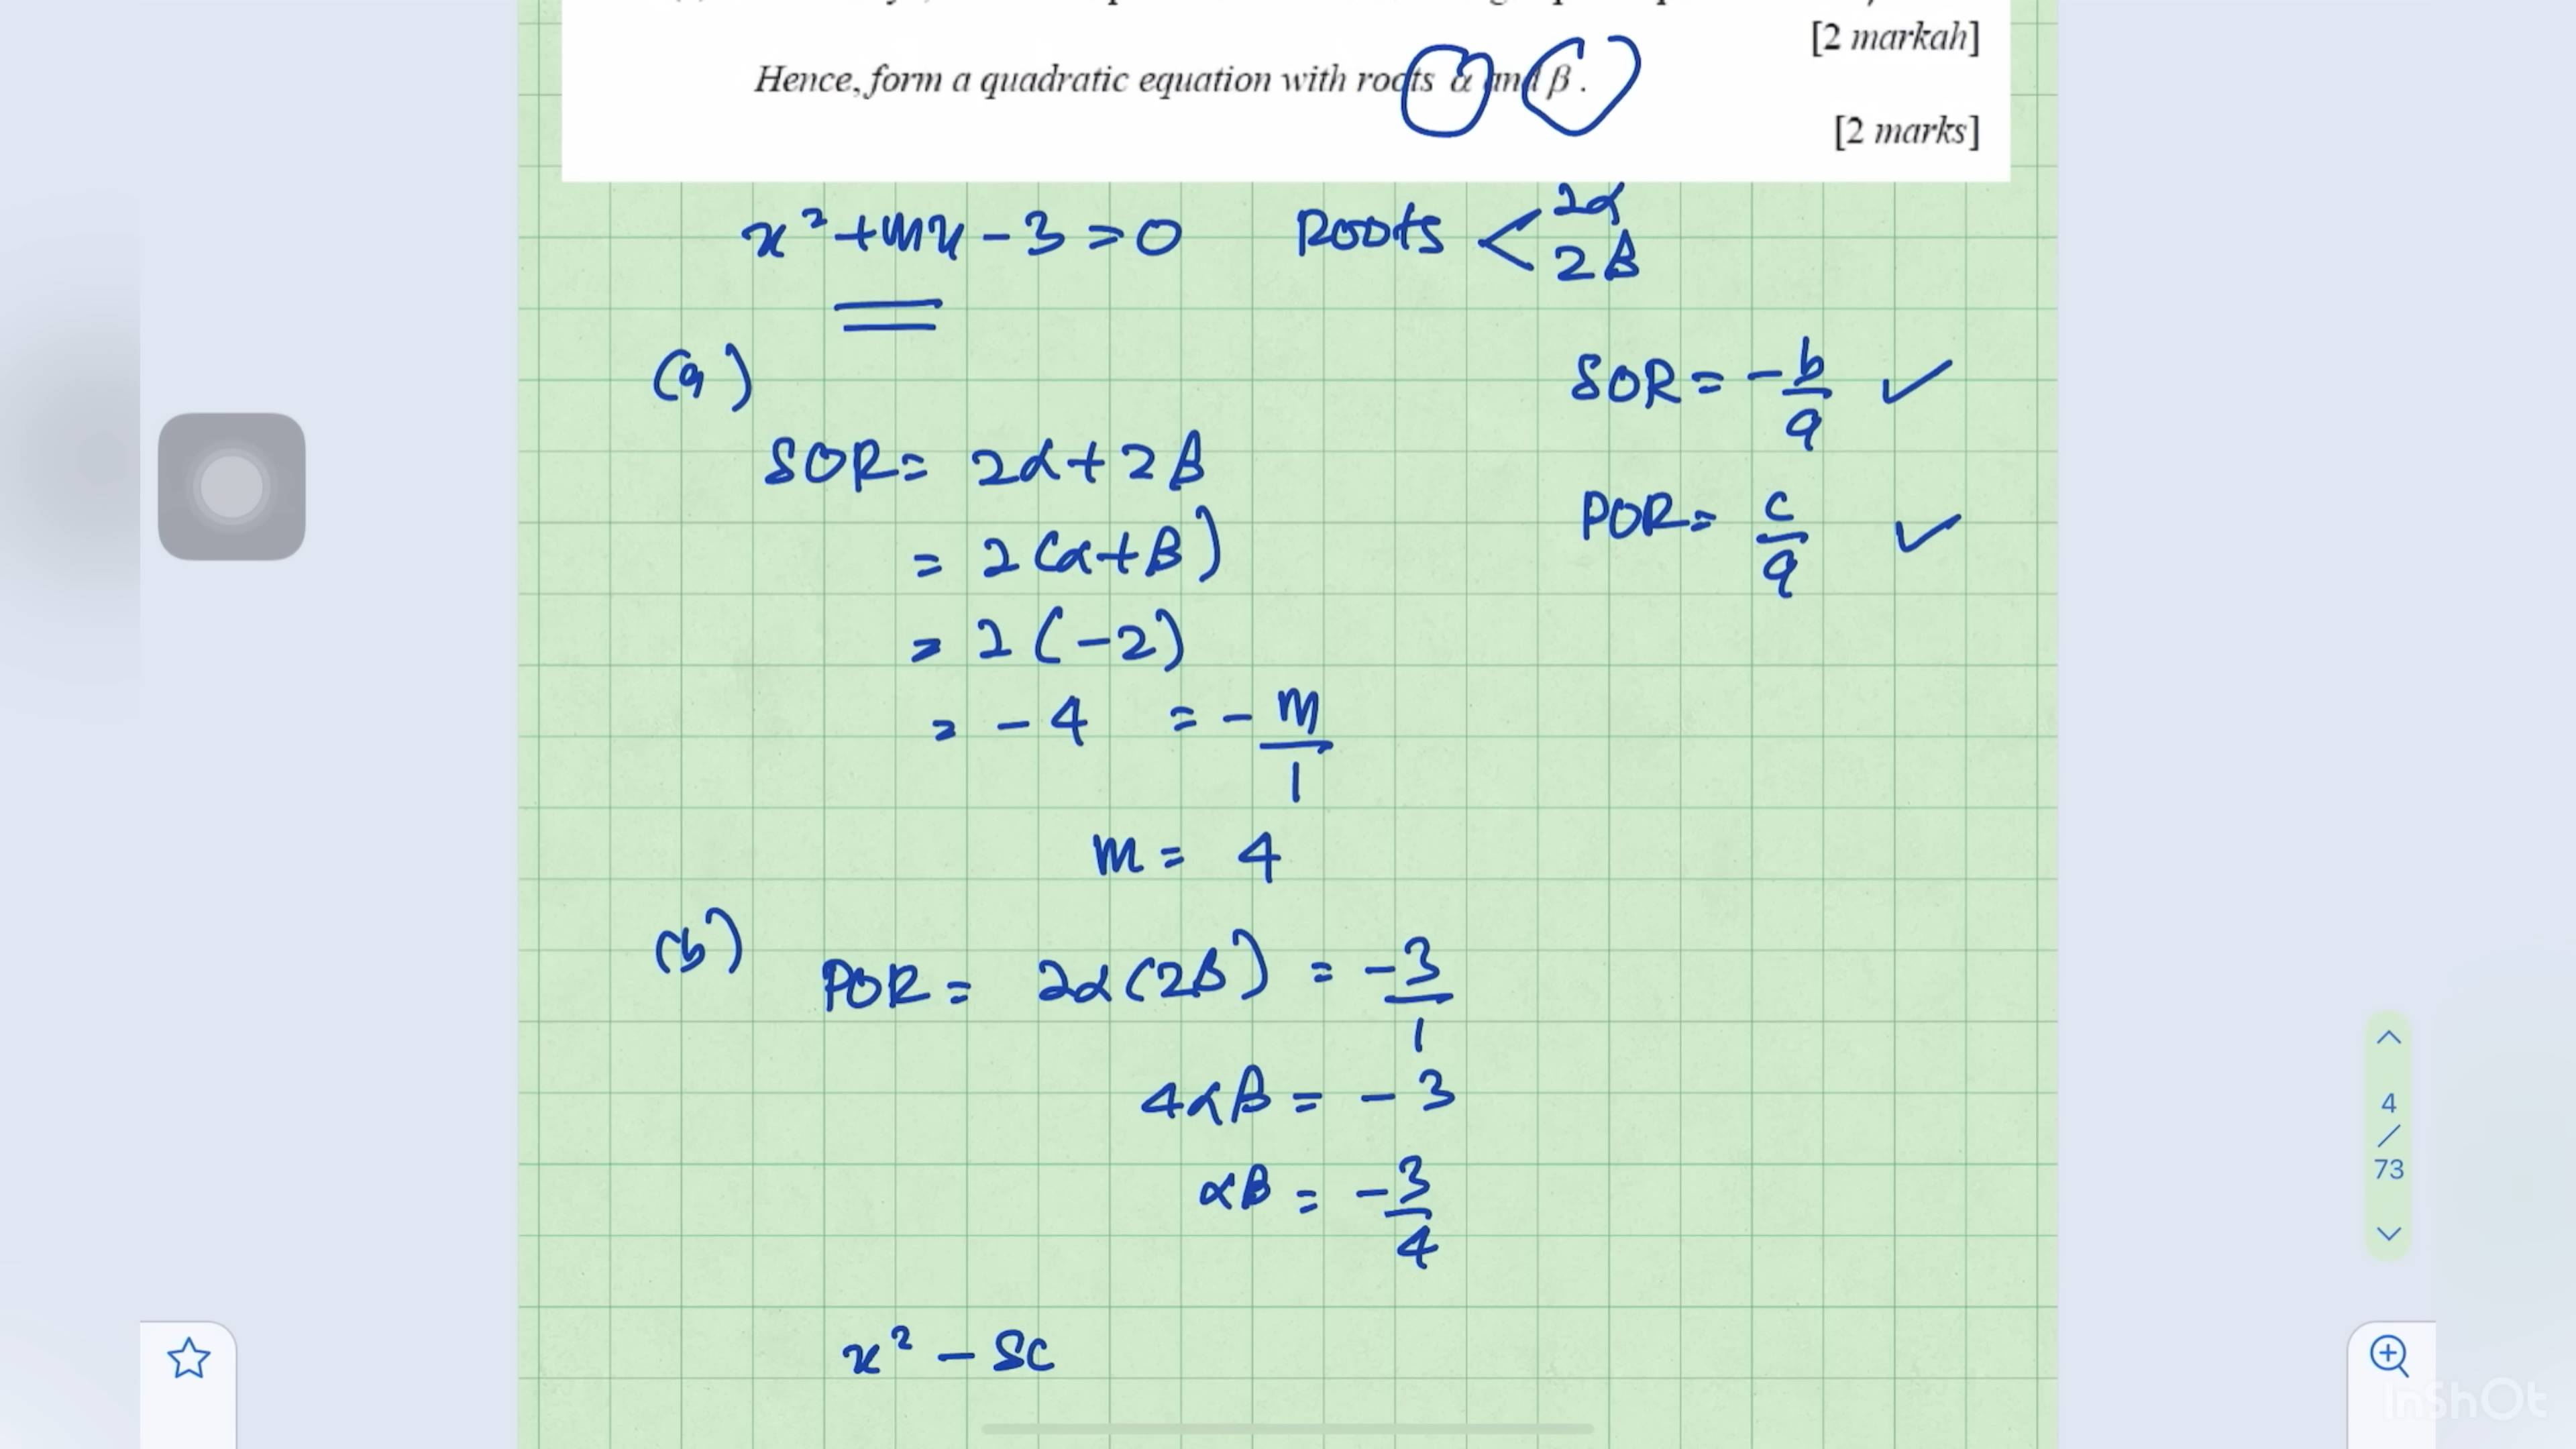 [2 markah]
Hence, form a quadratic equation with roots α and β.
[2 marks]
x² + mx - 3 = 0 Roots < 2α 2β
(a)
SOR = -b/a ✓
SOR = 2α + 2β
POR = c/a ✓
= 2(α+β)
= 2(-2)
= -4 = -m/1
m = 4
(b) POR = 2α(2β) = -3/1
4αβ = -3
αβ = -3/4
x² - SC
4
/
73
InShOt